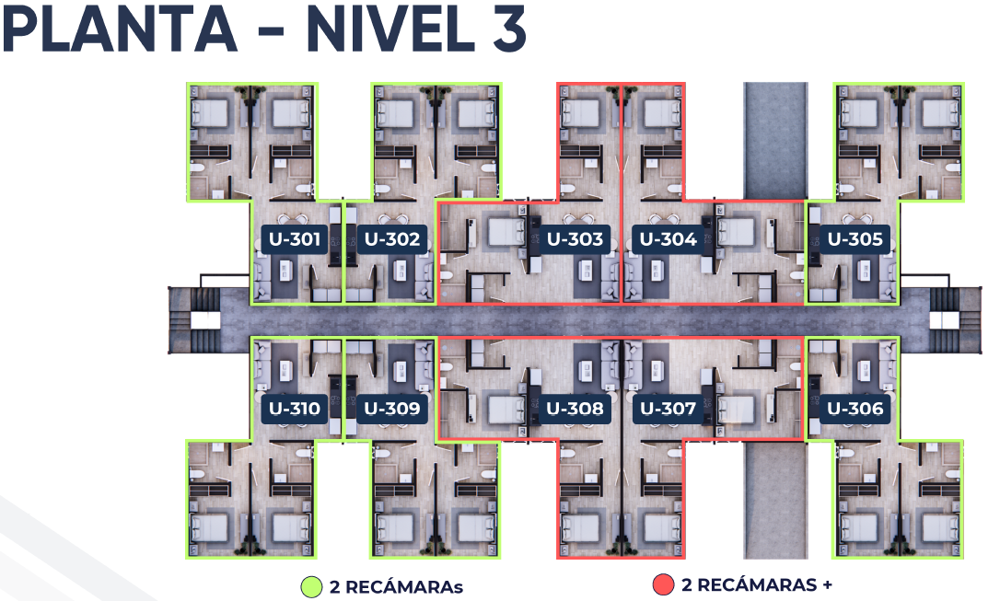 PLANTA - NIVEL 3
U-301
U-302
U-303
U-304
U-305
U-310
U-309
U-308
U-307
U-306
2 RECÁMARAs
2 RECÁMARAS +